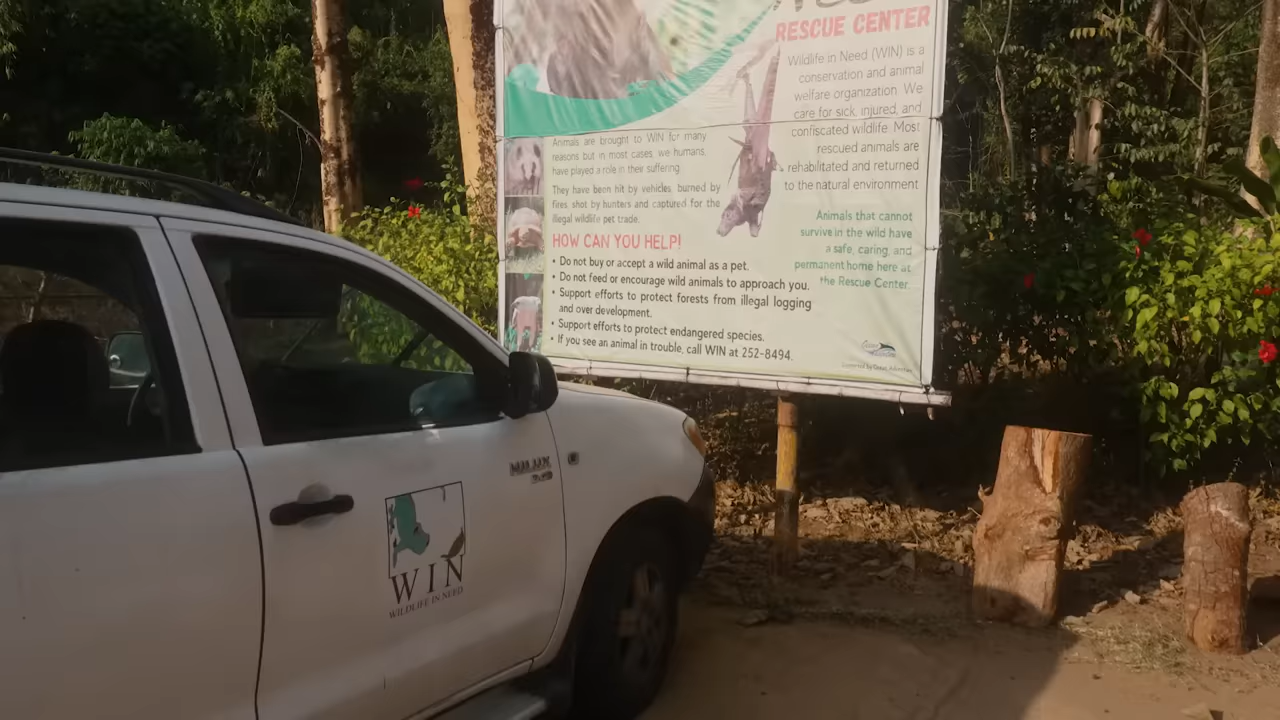 RESCUE CENTER
Wildlife in Need (WIN) is a
conservation and animal
welfare organization. We
care for sick, injured, and
confiscated wildlife. Most
rescued animals are
rehabilitated and returned
to the natural environment
Animals that cannot
survive in the wild have
a safe, caring, and
permanent home here at
the Rescue Center.
Animals are brought to WIN for many
reasons but in most cases, we humans,
have played a role in their suffering.
They have been hit by vehicles, burned by
fires, shot by hunters and captured for the
illegal wildlife pet trade.
HOW CAN YOU HELP!
• Do not buy or accept a wild animal as a pet.
• Do not feed or encourage wild animals to approach you.
• Support efforts to protect forests from illegal logging
and over development.
• Support efforts to protect endangered species.
• If you see an animal in trouble, call WIN at 252-8494.
Supported by Ocean Adventure
HILUX
WIN
WILDLIFE IN NEED